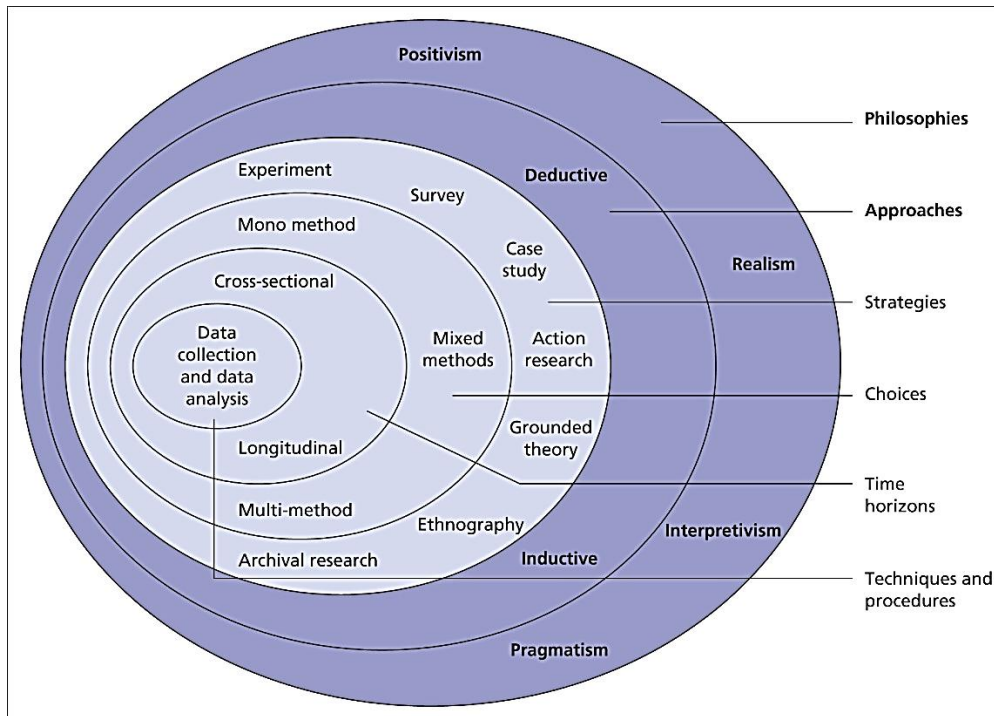 Positivism
Philosophies
Experiment
Deductive
Survey
Approaches
Mono method
Case
study
Realism
Cross-sectional
Strategies
Data
collection
and data
analysis
Mixed
methods
Action
research
Choices
Grounded
theory
Longitudinal
Time
horizons
Multi-method
Ethnography
Interpretivism
Archival research
Inductive
Techniques and
procedures
Pragmatism